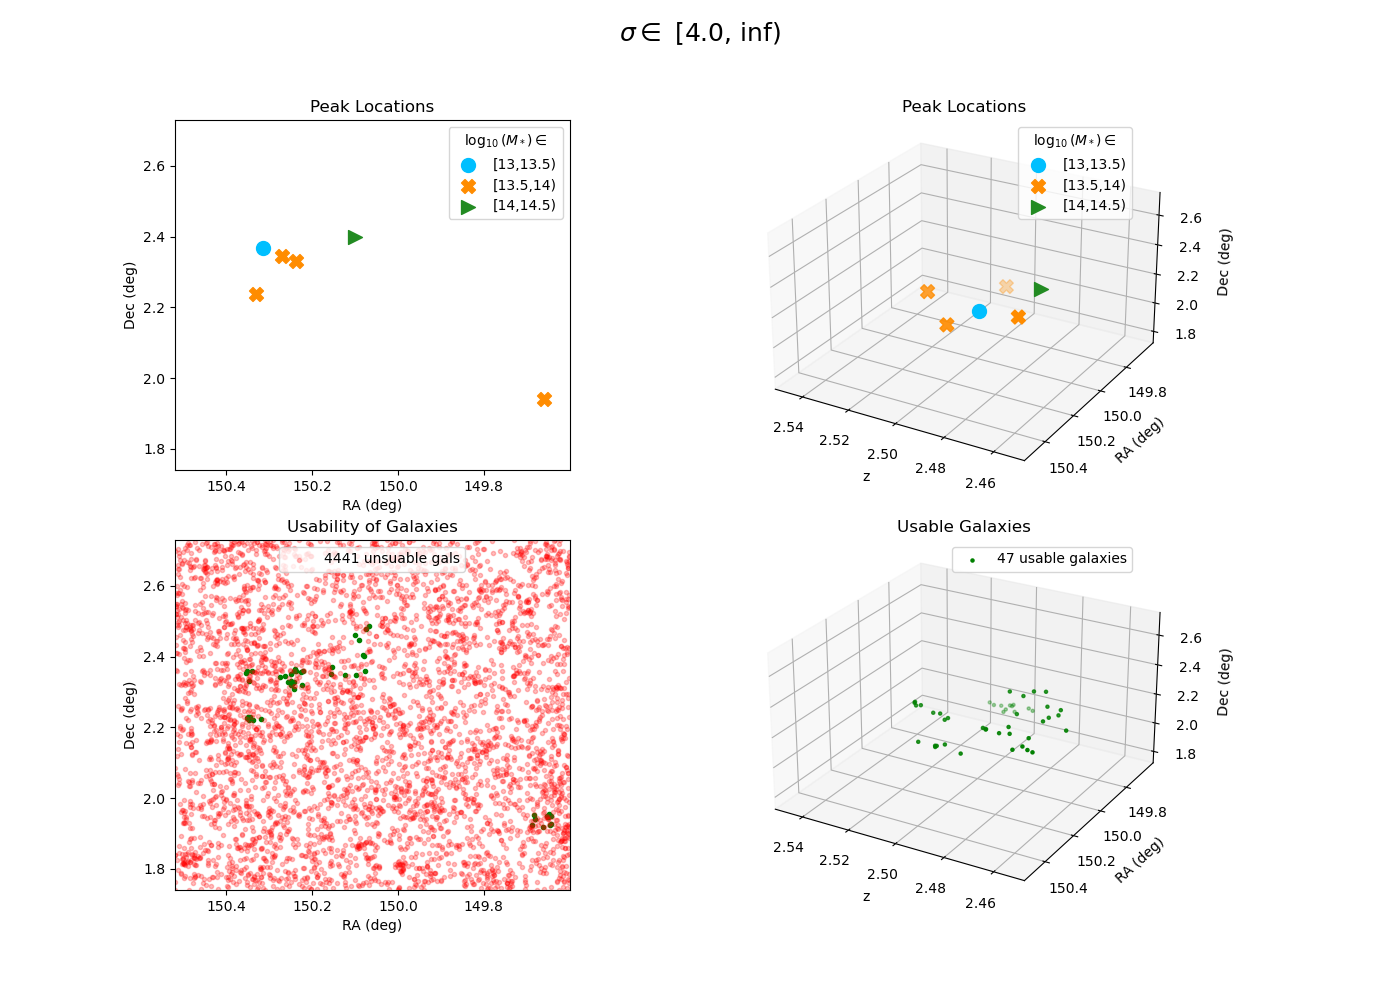 σ ∈ [4.0, inf)
Peak Locations
log₁₀(M*) ∈
[13,13.5)
[13.5,14)
[14,14.5)
2.6
2.4
2.2
2.0
1.8
Dec (deg)
150.4 150.2 150.0 149.8
RA (deg)
Peak Locations
log₁₀(M*) ∈
[13,13.5)
[13.5,14)
[14,14.5)
2.6
2.4
2.2
2.0
1.8
Dec (deg)
149.8
150.0
150.2
150.4
RA (deg)
2.54
2.52
2.50
2.48
2.46
z
Usability of Galaxies
4441 unsuable gals
2.6
2.4
2.2
2.0
1.8
Dec (deg)
150.4 150.2 150.0 149.8
RA (deg)
Usable Galaxies
47 usable galaxies
2.6
2.4
2.2
2.0
1.8
Dec (deg)
149.8
150.0
150.2
150.4
RA (deg)
2.54
2.52
2.50
2.48
2.46
z